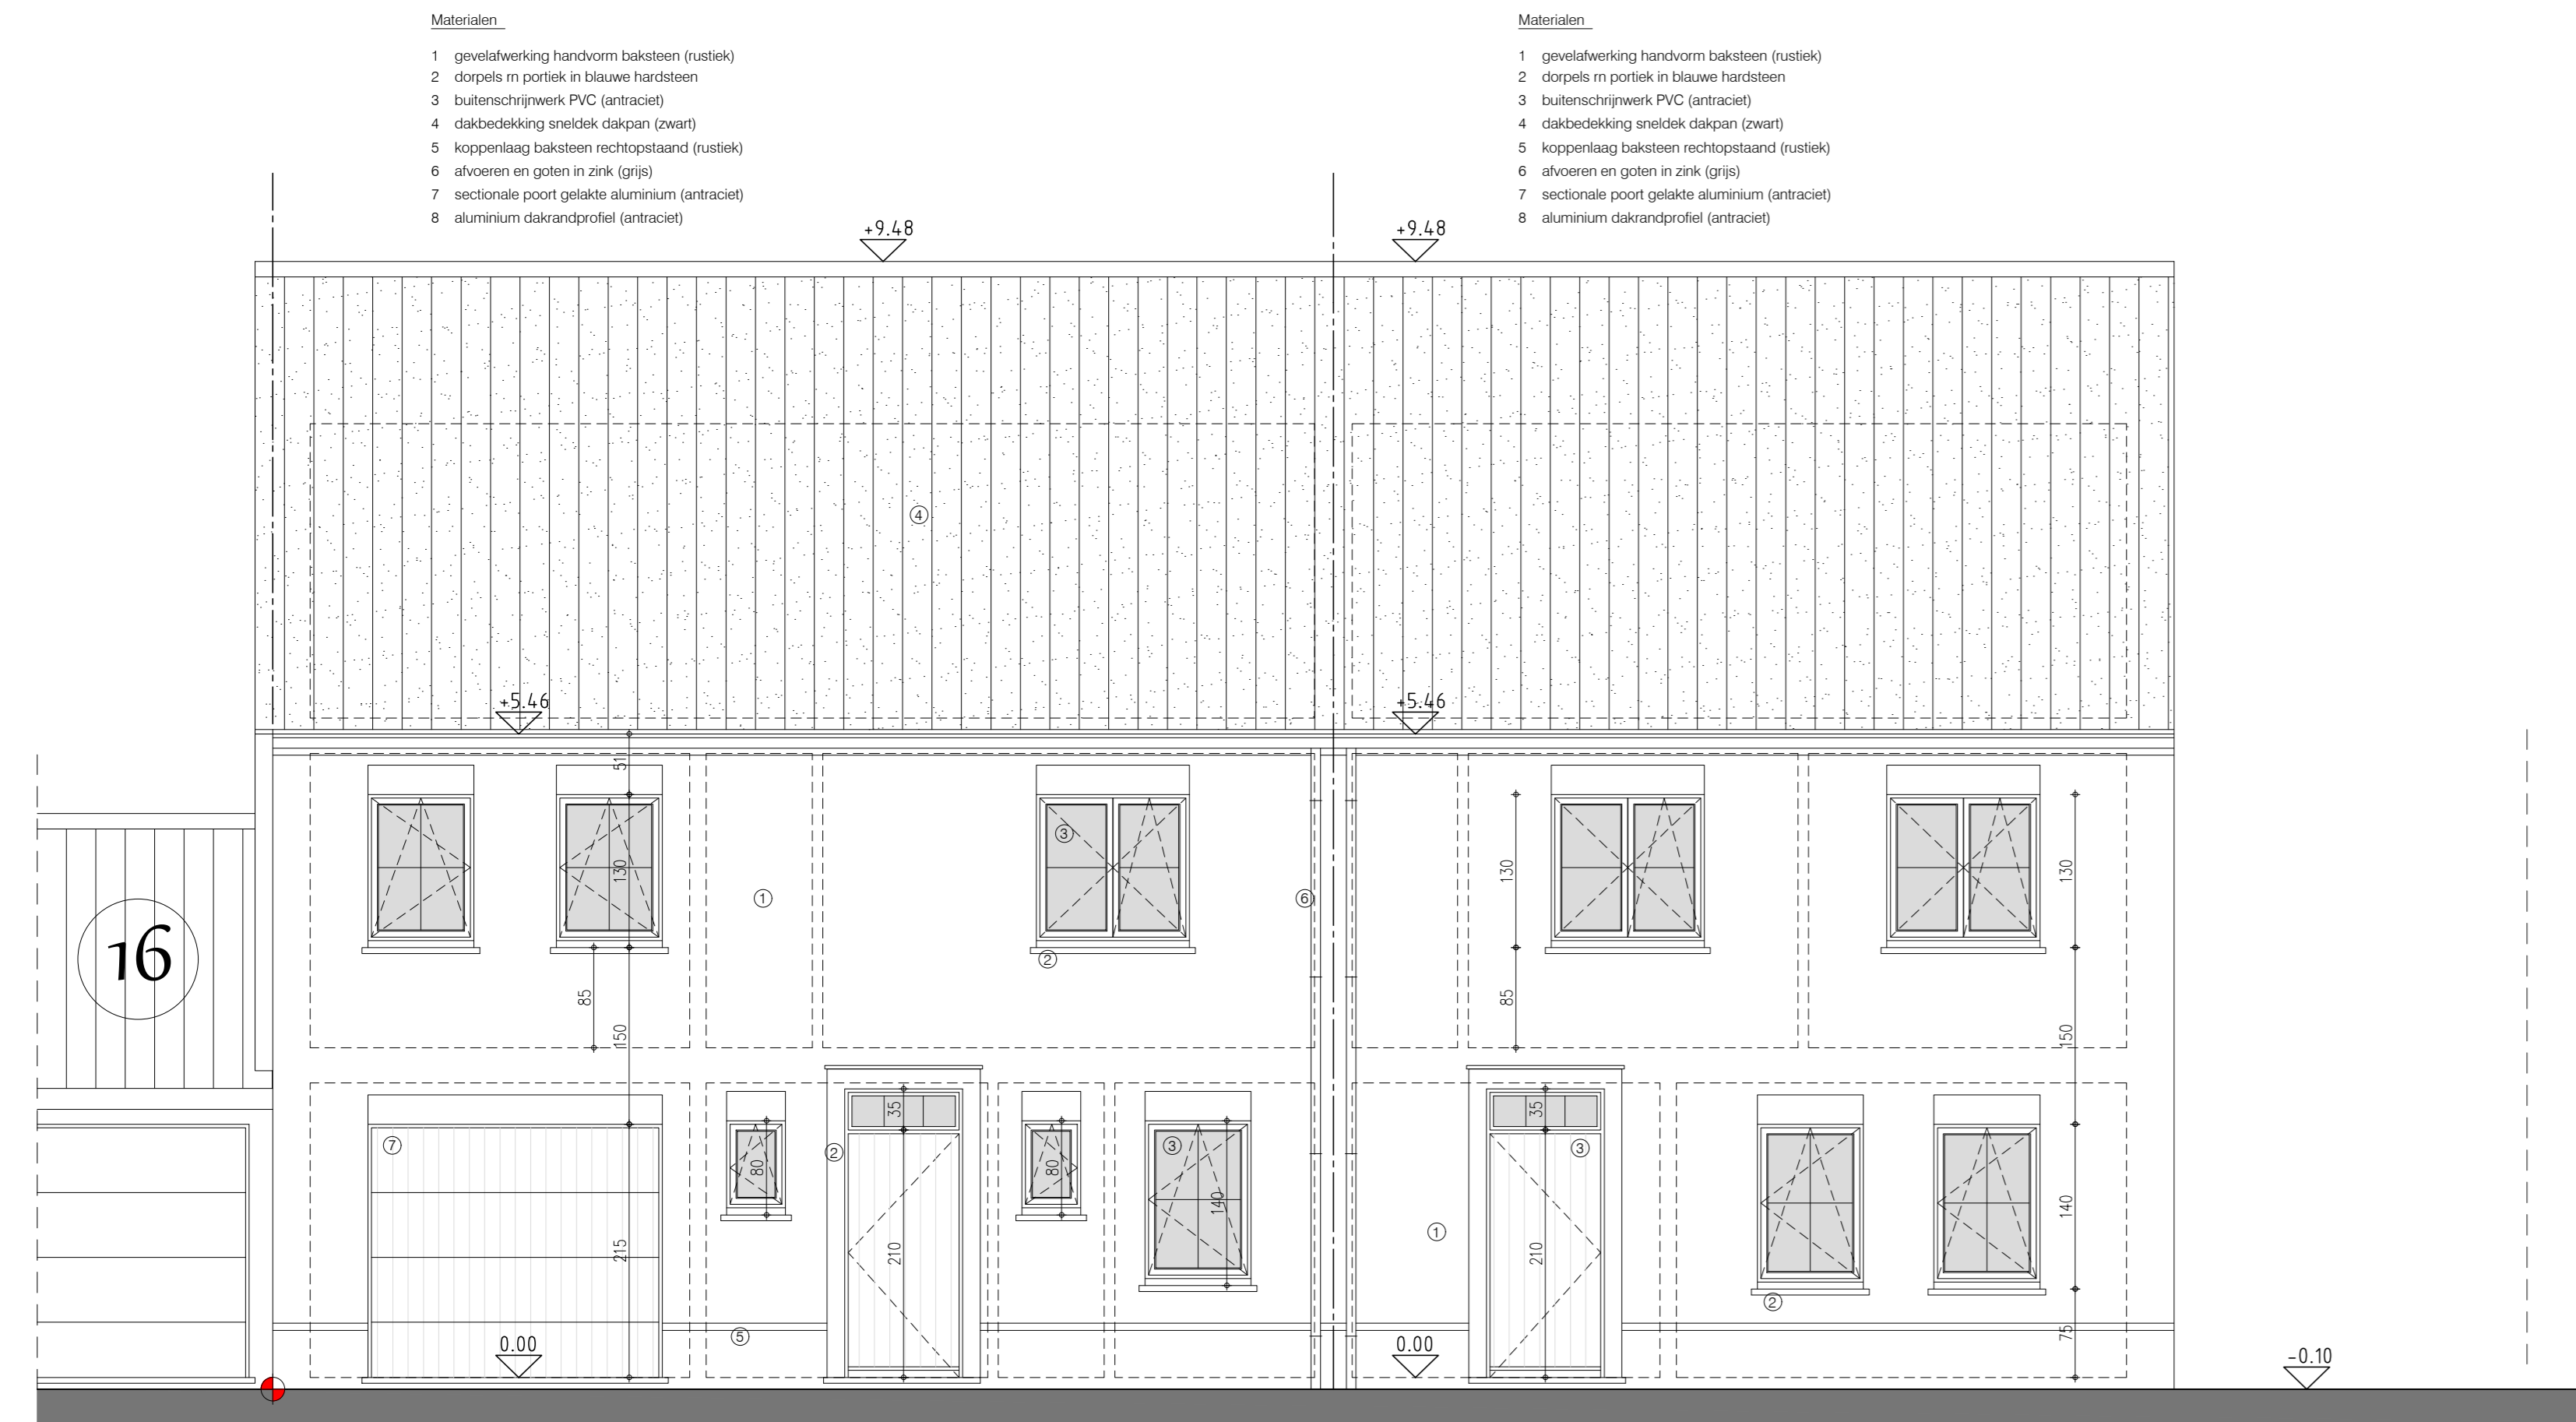 Materialen
1 gevelafwerking handvorm baksteen (rustiek)
2 dorpels rn portiek in blauwe hardsteen
3 buitenschrijnwerk PVC (antraciet)
4 dakbedekking sneldek dakpan (zwart)
5 koppenlaag baksteen rechtopstaand (rustiek)
6 afvoeren en goten in zink (grijs)
7 sectionale poort gelakte aluminium (antraciet)
8 aluminium dakrandprofiel (antraciet)
Materialen
1 gevelafwerking handvorm baksteen (rustiek)
2 dorpels rn portiek in blauwe hardsteen
3 buitenschrijnwerk PVC (antraciet)
4 dakbedekking sneldek dakpan (zwart)
5 koppenlaag baksteen rechtopstaand (rustiek)
6 afvoeren en goten in zink (grijs)
7 sectionale poort gelakte aluminium (antraciet)
8 aluminium dakrandprofiel (antraciet)
+9.48
+9.48
4
+5.46
+5.46
51
3
130
130
130
1
6
16
2
85
85
150
150
35
35
7
2
3
3
80
80
140
140
1
215
210
210
2
5
75
0.00
0.00
-0.10